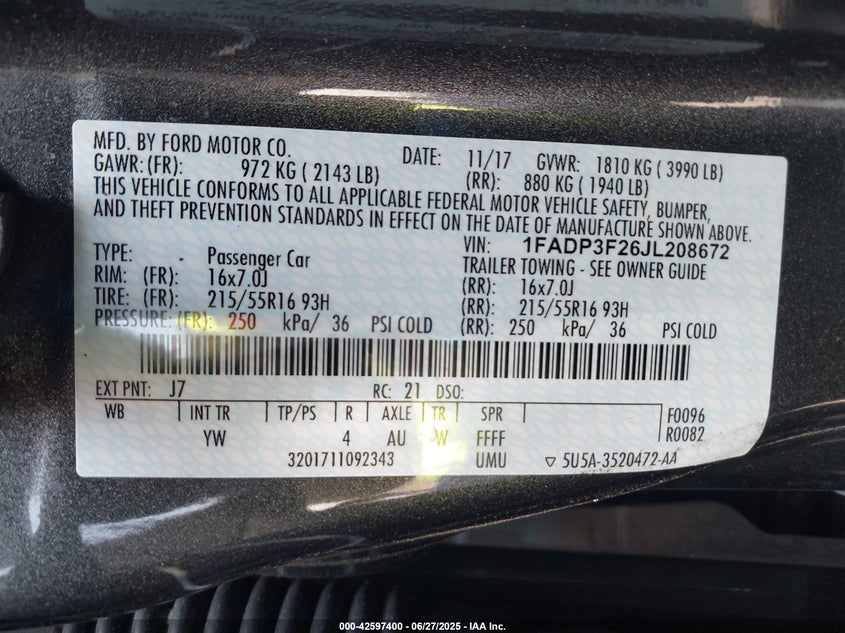 MFD. BY FORD MOTOR CO. DATE: 11/17 GVWR: 1810 KG ( 3990 LB)
GAWR: (FR): 972 KG ( 2143 LB) (RR): 880 KG ( 1940 LB)
THIS VEHICLE CONFORMS TO ALL APPLICABLE FEDERAL MOTOR VEHICLE SAFETY, BUMPER,
AND THEFT PREVENTION STANDARDS IN EFFECT ON THE DATE OF MANUFACTURE SHOWN ABOVE.
VIN: 1FADP3F26JL208672
TYPE: Passenger Car TRAILER TOWING - SEE OWNER GUIDE
RIM: (FR): 16x7.0J (RR): 16x7.0J
TIRE: (FR): 215/55R16 93H (RR): 215/55R16 93H
PRESSURE: (FR): 250 kPa/ 36 PSI COLD (RR): 250 kPa/ 36 PSI COLD
EXT PNT: J7 RC: 21 DSO:
WB INT TR TP/PS R AXLE TR SPR F0096
YW 4 AU W FFFF R0082
3201711092343 UMU ▽ 5U5A-3520472-AA
000-42597400 - 06/27/2025 - IAA Inc.